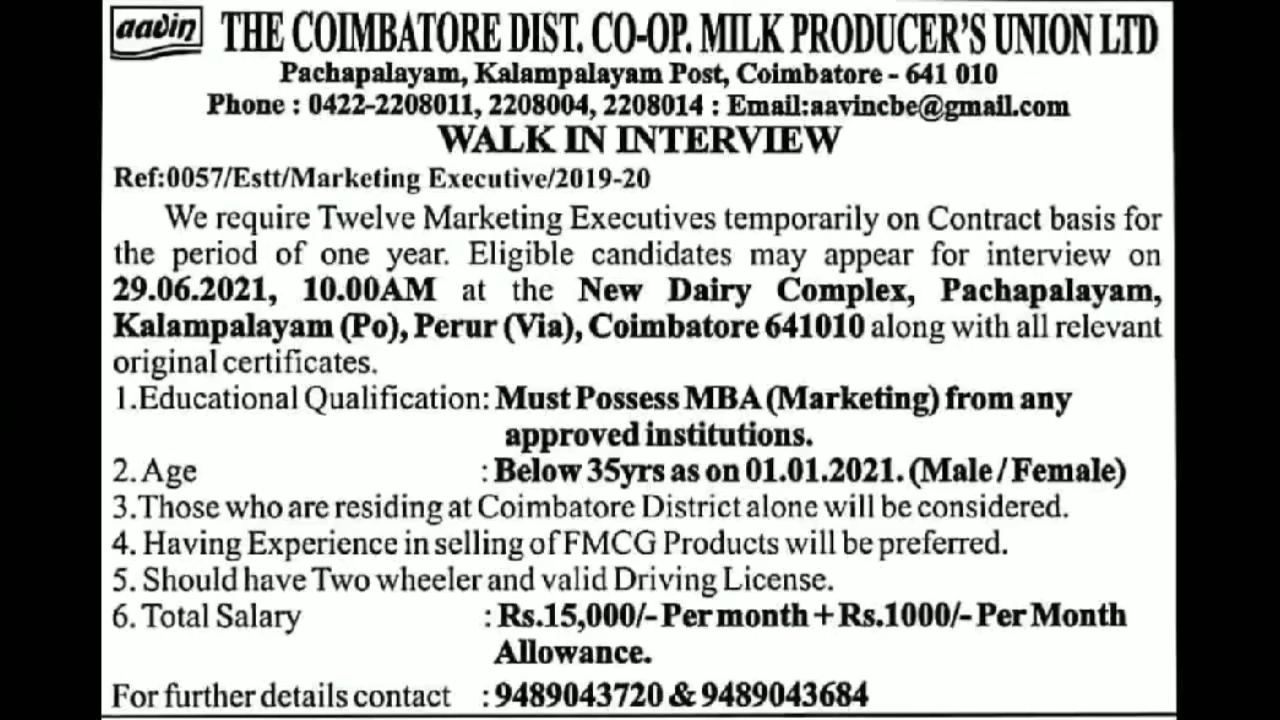 aavin THE COIMBATORE DIST. CO-OP. MILK PRODUCER'S UNION LTD
Pachapalayam, Kalampalayam Post, Coimbatore - 641 010
Phone : 0422-2208011, 2208004, 2208014 : Email:aavincbe@gmail.com
WALK IN INTERVIEW
Ref:0057/Estt/Marketing Executive/2019-20
We require Twelve Marketing Executives temporarily on Contract basis for
the period of one year. Eligible candidates may appear for interview on
29.06.2021, 10.00AM at the New Dairy Complex, Pachapalayam,
Kalampalayam (Po), Perur (Via), Coimbatore 641010 along with all relevant
original certificates.
1.Educational Qualification: Must Possess MBA (Marketing) from any
approved institutions.
2. Age : Below 35yrs as on 01.01.2021. (Male / Female)
3.Those who are residing at Coimbatore District alone will be considered.
4. Having Experience in selling of FMCG Products will be preferred.
5. Should have Two wheeler and valid Driving License.
6. Total Salary : Rs.15,000/- Per month + Rs.1000/- Per Month
Allowance.
For further details contact : 9489043720 & 9489043684